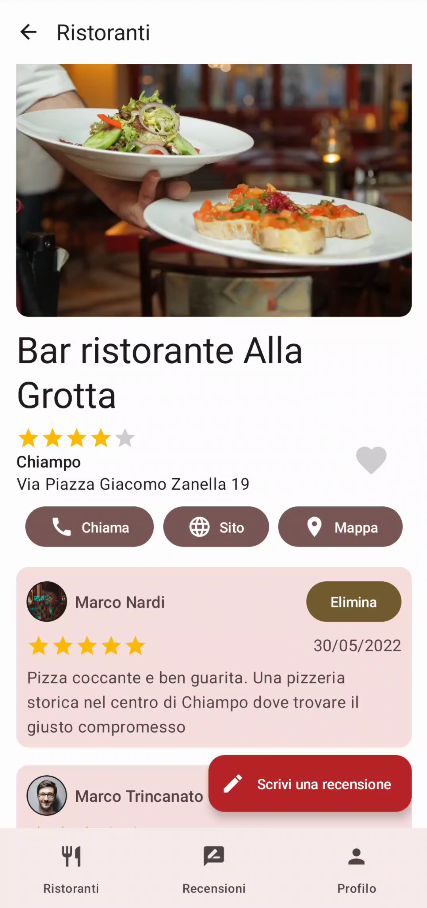 Ristoranti
Bar ristorante Alla
Grotta
Chiampo
Via Piazza Giacomo Zanella 19
Chiama
Sito
Mappa
Marco Nardi
Elimina
30/05/2022
Pizza coccante e ben guarita. Una pizzeria
storica nel centro di Chiampo dove trovare il
giusto compromesso
Marco Trincanato
Scrivi una recensione
Ristoranti
Recensioni
Profilo